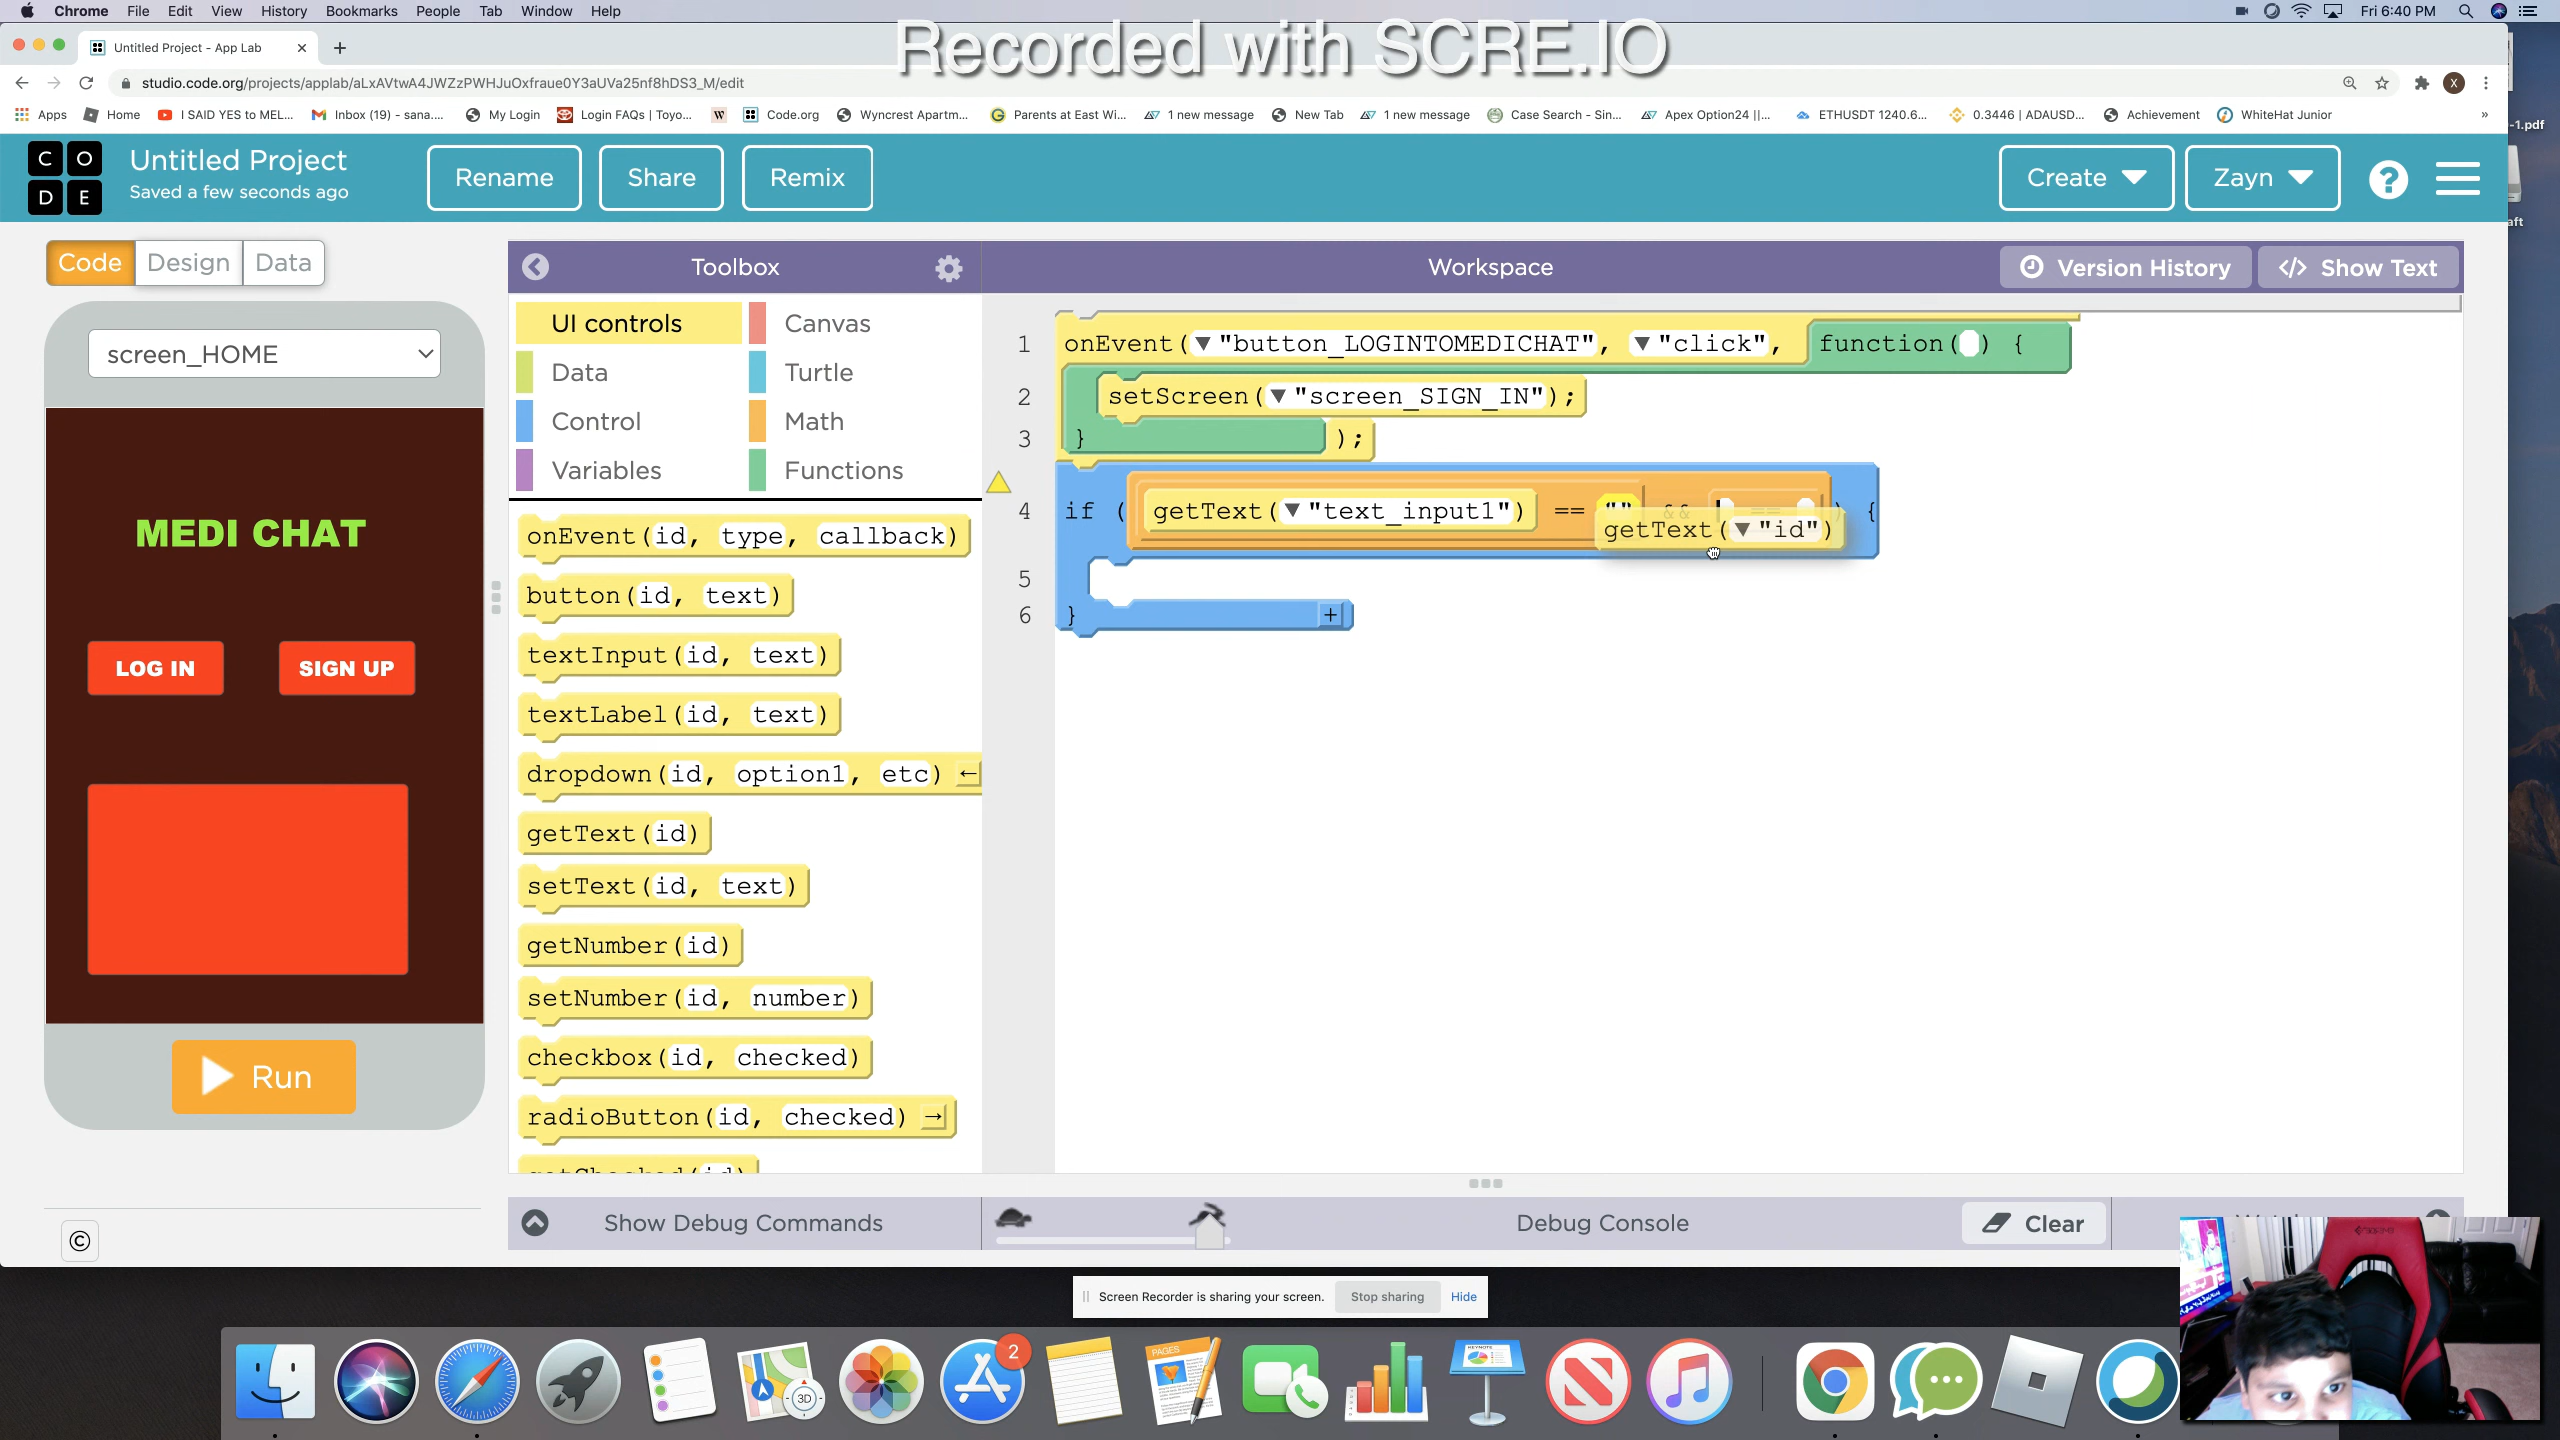 Chrome File Edit View History Bookmarks People Tab Window Help
Fri 6:40 PM
Recorded with SCRE.IO
Untitled Project - App Lab
studio.code.org/projects/applab/aLxAVtwA4JWZzPWHJuOxfraue0Y3aUVa25nf8hDS3_M/edit
X
Apps Home I SAID YES to MEL... Inbox (19) - sana.... My Login Login FAQs | Toyo... W Code.org Wyncrest Apartm... Parents at East Wi... 1 new message New Tab 1 new message Case Search - Sin... Apex Option24 ||... ETHUSDT 1240.6... 0.3446 | ADAUSD... Achievement WhiteHat Junior »
-1.pdf
aft
C O D E
Untitled Project
Saved a few seconds ago
Rename Share Remix
Create Zayn ?
Code Design Data
Toolbox
Workspace
Version History
</> Show Text
screen_HOME
MEDI CHAT
LOG IN SIGN UP
Run
©
UI controls Canvas
Data Turtle
Control Math
Variables Functions
onEvent(id, type, callback)
button(id, text)
textInput(id, text)
textLabel(id, text)
dropdown(id, option1, etc) ←
getText(id)
setText(id, text)
getNumber(id)
setNumber(id, number)
checkbox(id, checked)
radioButton(id, checked) →
getChecked(id)
1 onEvent(▼"button_LOGINTOMEDICHAT", ▼"click", function( ) {
2 setScreen(▼"screen_SIGN_IN");
3 } );
4 if ( getText(▼"text_input1") == "" && == ) {
getText(▼"id")
5
6 } +
Show Debug Commands
Debug Console
Clear
Screen Recorder is sharing your screen. Stop sharing Hide
2
3D
PAGES
KEYNOTE